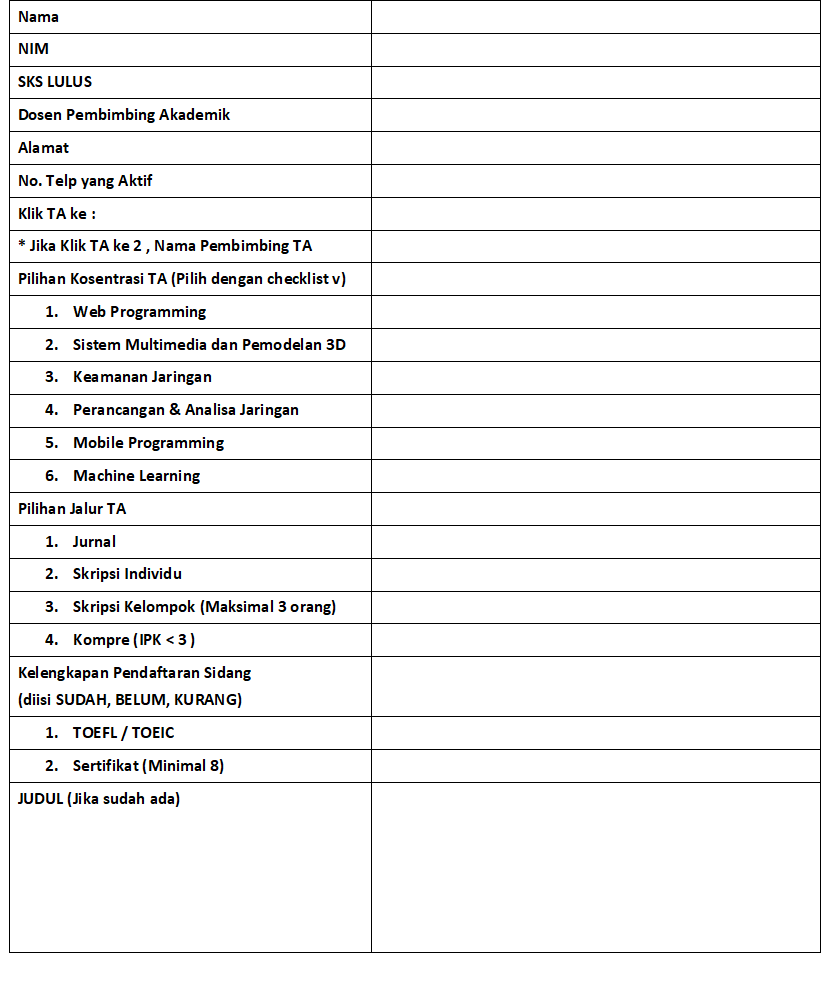 Nama
NIM
SKS LULUS
Dosen Pembimbing Akademik
Alamat
No. Telp yang Aktif
Klik TA ke :
* Jika Klik TA ke 2 , Nama Pembimbing TA
Pilihan Kosentrasi TA (Pilih dengan checklist v)
1. Web Programming
2. Sistem Multimedia dan Pemodelan 3D
3. Keamanan Jaringan
4. Perancangan & Analisa Jaringan
5. Mobile Programming
6. Machine Learning
Pilihan Jalur TA
1. Jurnal
2. Skripsi Individu
3. Skripsi Kelompok (Maksimal 3 orang)
4. Kompre (IPK < 3 )
Kelengkapan Pendaftaran Sidang
(diisi SUDAH, BELUM, KURANG)
1. TOEFL / TOEIC
2. Sertifikat (Minimal 8)
JUDUL (Jika sudah ada)